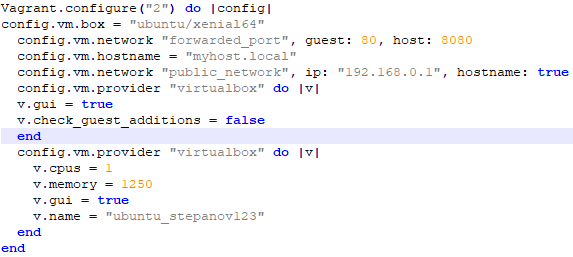 Vagrant.configure("2") do |config|
config.vm.box = "ubuntu/xenial64"
  config.vm.network "forwarded_port", guest: 80, host: 8080
  config.vm.hostname = "myhost.local"
  config.vm.network "public_network", ip: "192.168.0.1", hostname: true
  config.vm.provider "virtualbox" do |v|
  v.gui = true
  v.check_guest_additions = false
  end
  config.vm.provider "virtualbox" do |v|
    v.cpus = 1
    v.memory = 1250
    v.gui = true
    v.name = "ubuntu_stepanov123"
  end
end